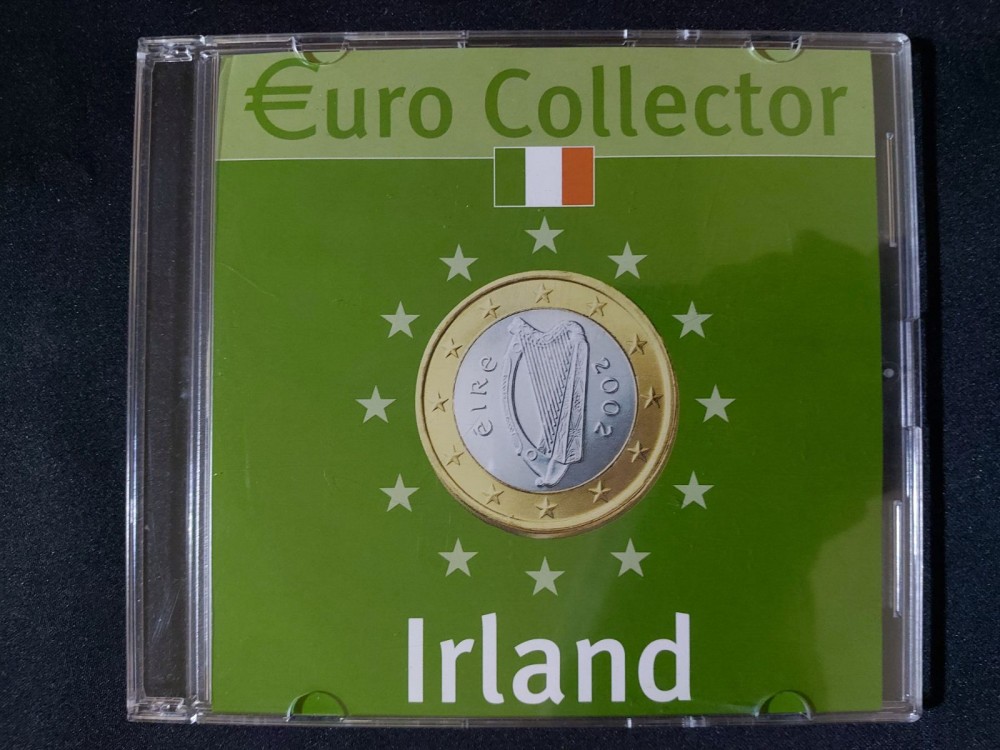 €uro Collector
éIRe
2002
Irland